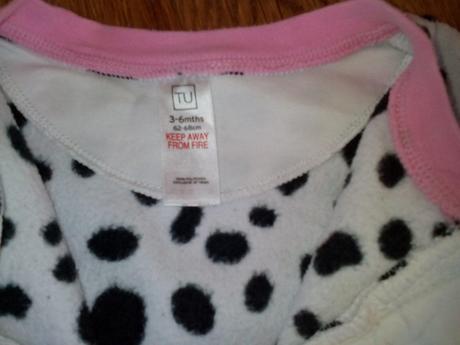 TU
3-6mths
62-68cm
KEEP AWAY
FROM FIRE